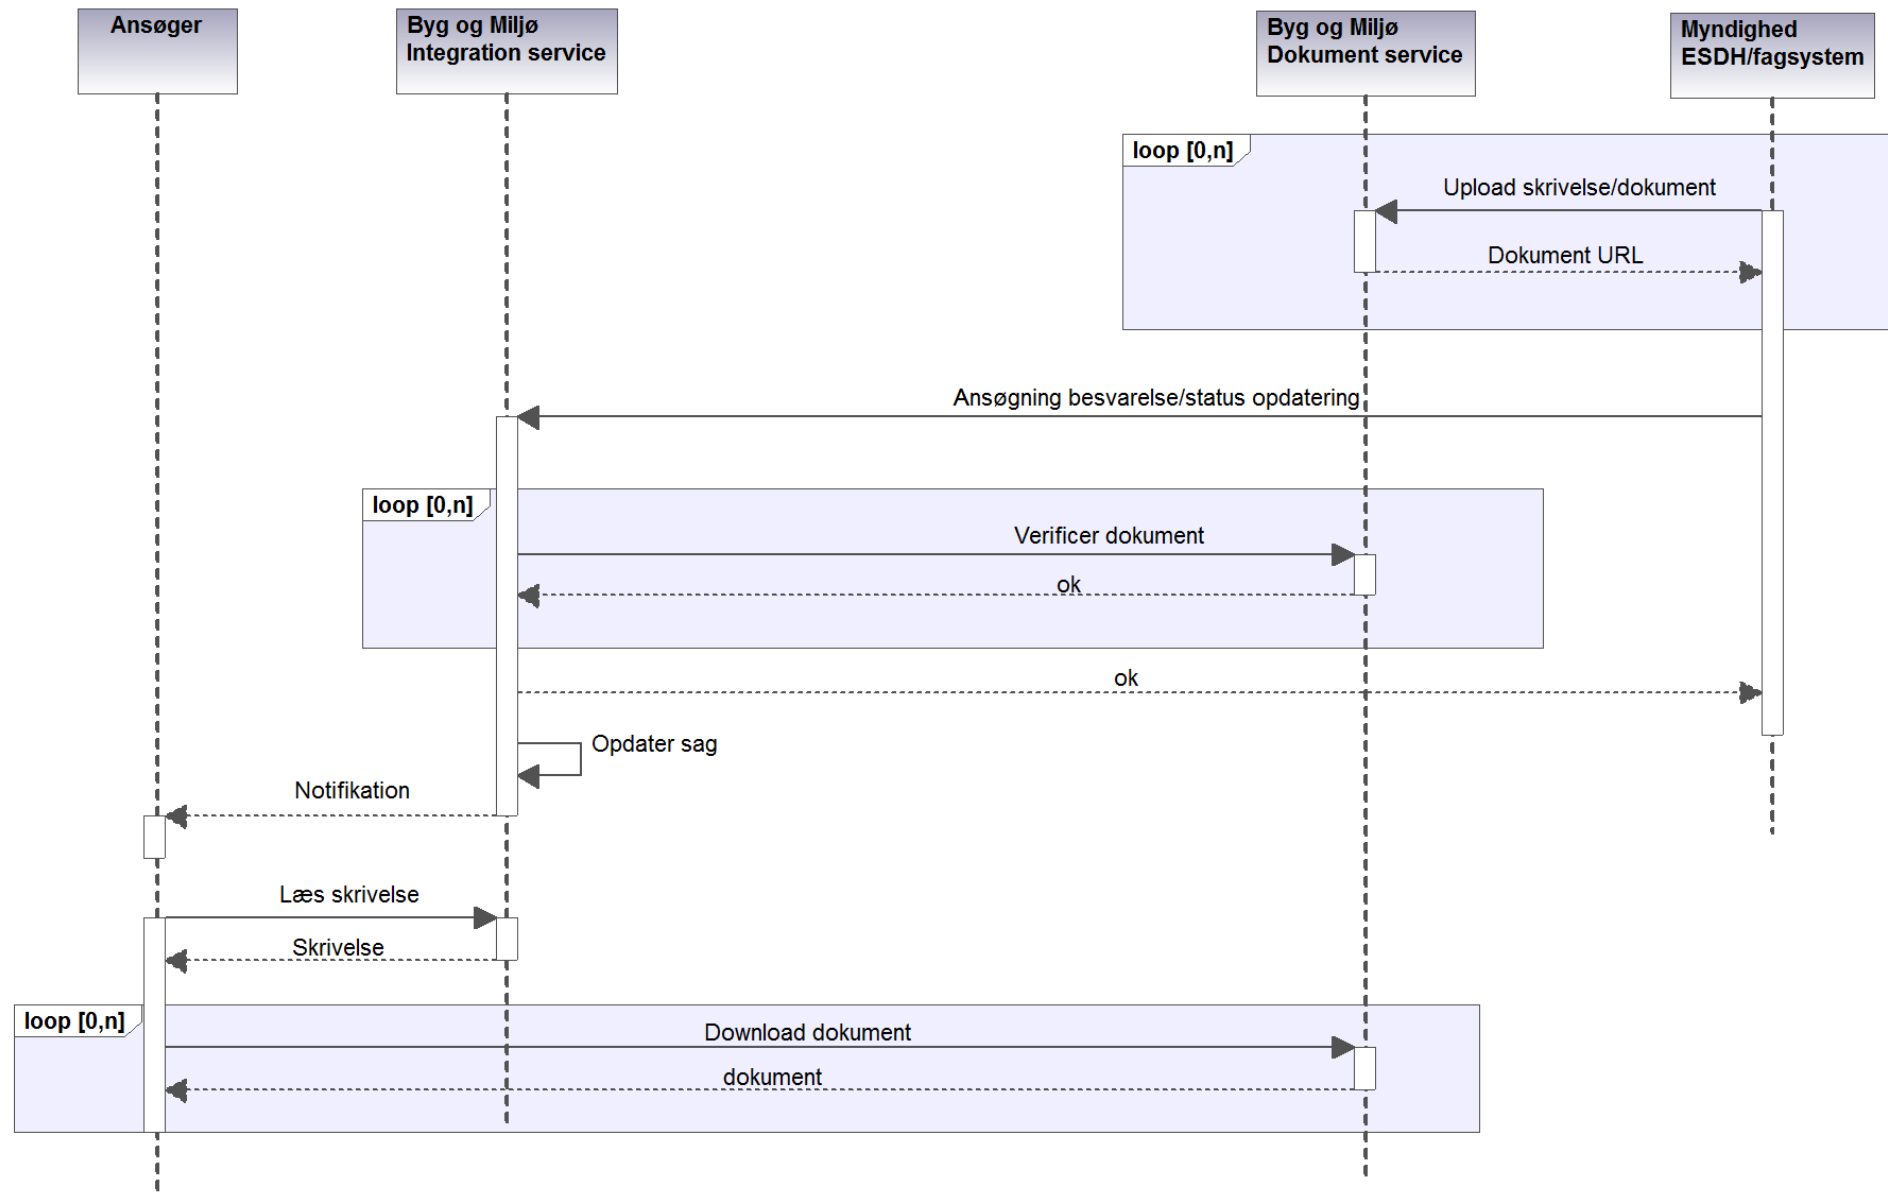 Ansøger
Byg og Miljø
Integration service
Byg og Miljø
Dokument service
Myndighed
ESDH/fagsystem
loop [0,n]
Upload skrivelse/dokument
Dokument URL
Ansøgning besvarelse/status opdatering
loop [0,n]
Verificer dokument
ok
ok
Opdater sag
Notifikation
Læs skrivelse
Skrivelse
loop [0,n]
Download dokument
dokument